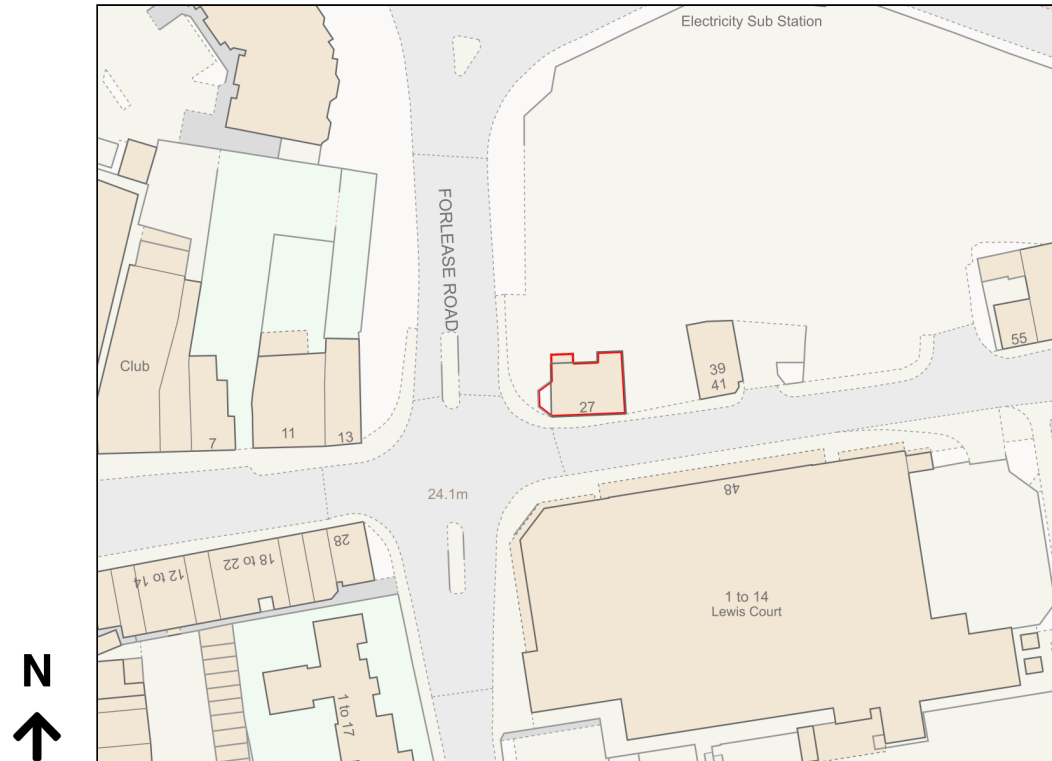 Electricity Sub Station
FORLEASE ROAD
Club
7
11
13
27
39
41
55
24.1m
48
28
18 to 22
12 to 14
1 to 14
Lewis Court
1 to 17
N